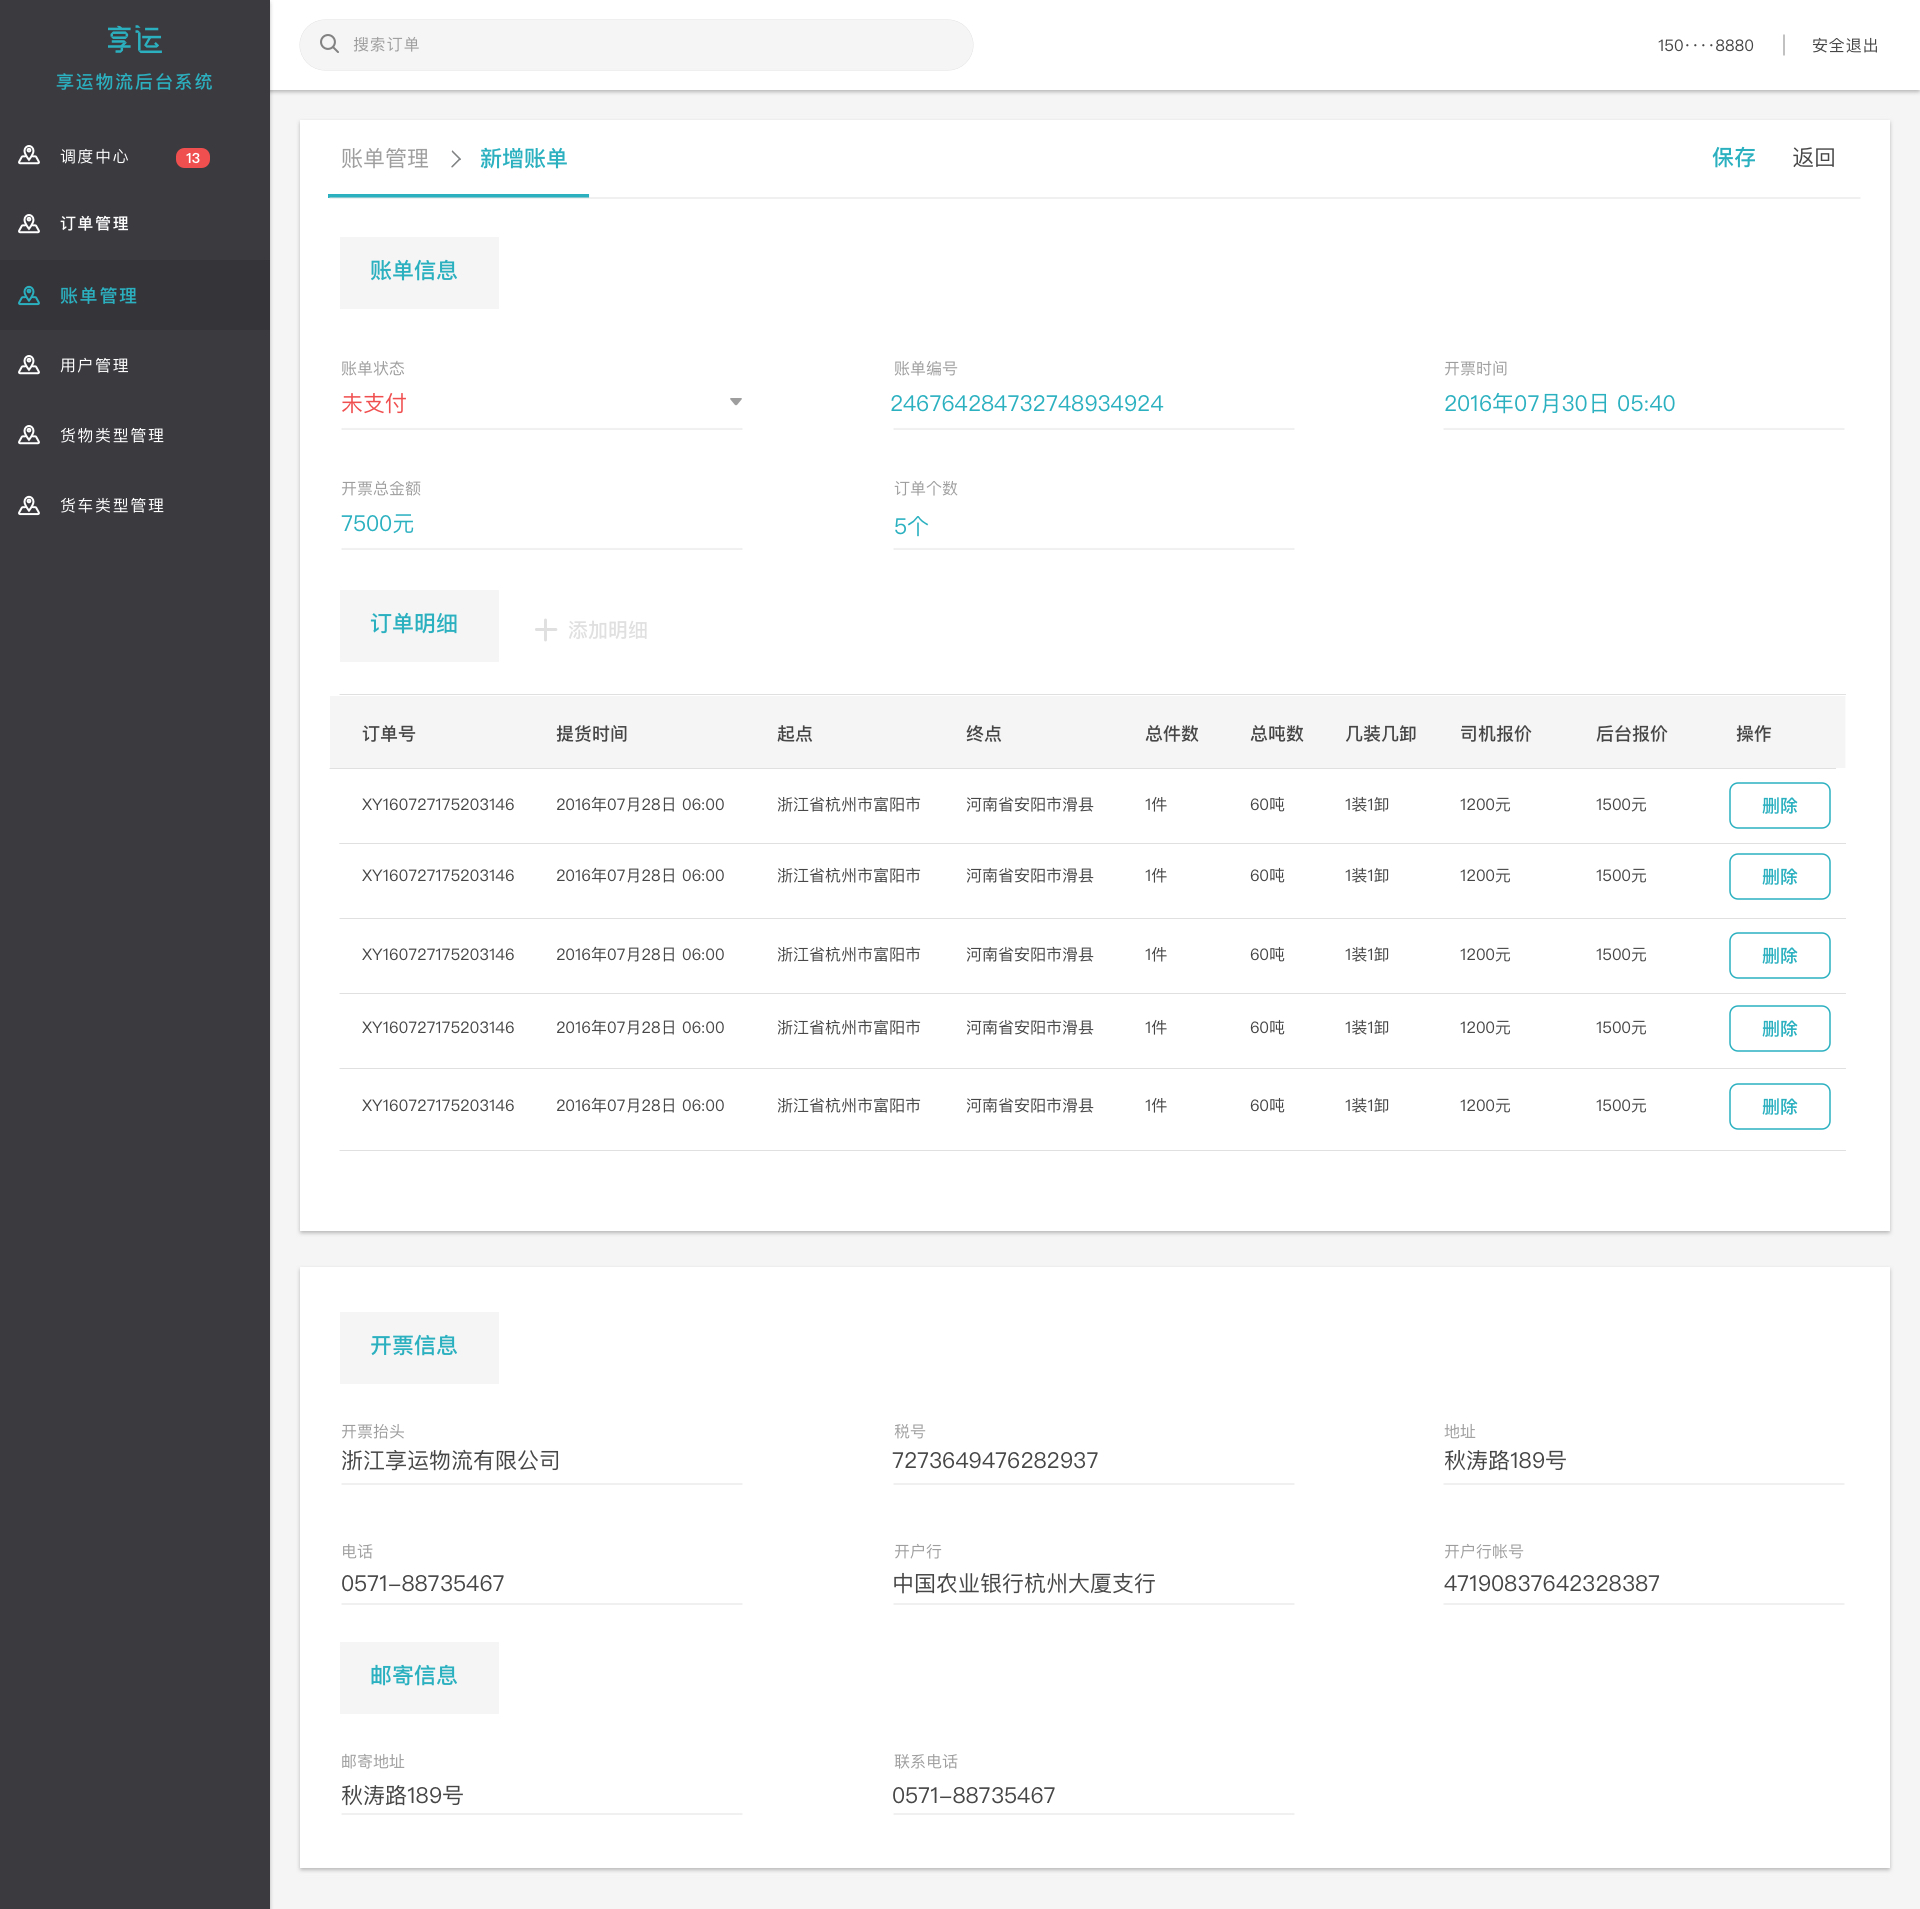 享运
享运物流后台系统
调度中心 13
订单管理
账单管理
用户管理
货物类型管理
货车类型管理
搜索订单
150····8880 安全退出
账单管理 新增账单 保存 返回
账单信息
账单状态 账单编号 开票时间
未支付 246764284732748934924 2016年07月30日 05:40
开票总金额 订单个数
7500元 5个
订单明细 添加明细
订单号 提货时间 起点 终点 总件数 总吨数 几装几卸 司机报价 后台报价 操作
XY160727175203146 2016年07月28日 06:00 浙江省杭州市富阳市 河南省安阳市滑县 1件 60吨 1装1卸 1200元 1500元 删除
XY160727175203146 2016年07月28日 06:00 浙江省杭州市富阳市 河南省安阳市滑县 1件 60吨 1装1卸 1200元 1500元 删除
XY160727175203146 2016年07月28日 06:00 浙江省杭州市富阳市 河南省安阳市滑县 1件 60吨 1装1卸 1200元 1500元 删除
XY160727175203146 2016年07月28日 06:00 浙江省杭州市富阳市 河南省安阳市滑县 1件 60吨 1装1卸 1200元 1500元 删除
XY160727175203146 2016年07月28日 06:00 浙江省杭州市富阳市 河南省安阳市滑县 1件 60吨 1装1卸 1200元 1500元 删除
开票信息
开票抬头 税号 地址
浙江享运物流有限公司 7273649476282937 秋涛路189号
电话 开户行 开户行帐号
0571-88735467 中国农业银行杭州大厦支行 47190837642328387
邮寄信息
邮寄地址 联系电话
秋涛路189号 0571-88735467